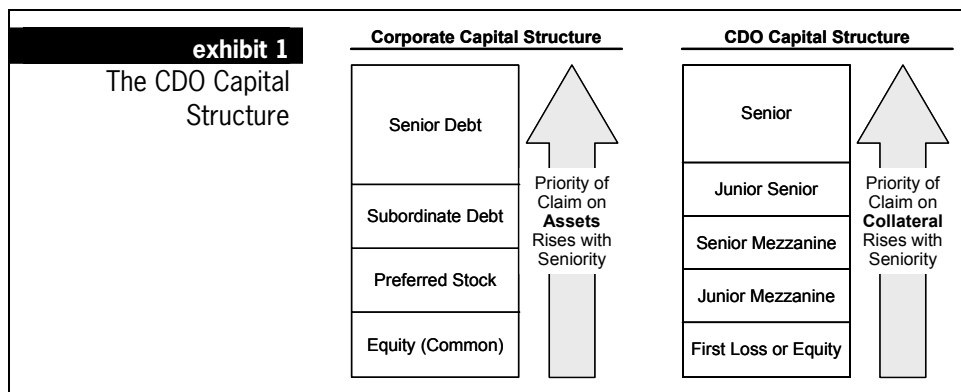 exhibit 1
The CDO Capital
Structure
Corporate Capital Structure
Senior Debt
Subordinate Debt
Preferred Stock
Equity (Common)
Priority of
Claim on
Assets
Rises with
Seniority
CDO Capital Structure
Senior
Junior Senior
Senior Mezzanine
Junior Mezzanine
First Loss or Equity
Priority of
Claim on
Collateral
Rises with
Seniority